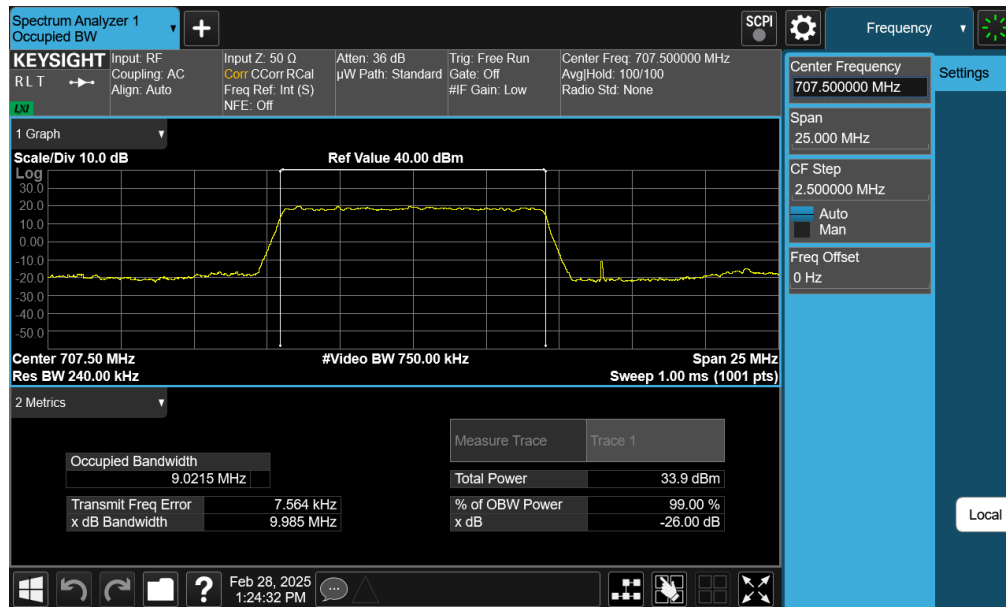 Spectrum Analyzer 1
Occupied BW
SCPI
Frequency
KEYSIGHT
RLT
LXI
Input: RF
Coupling: AC
Align: Auto
Input Z: 50 Ω
Corr CCorr RCal
Freq Ref: Int (S)
NFE: Off
Atten: 36 dB
µW Path: Standard
Trig: Free Run
Gate: Off
#IF Gain: Low
Center Freq: 707.500000 MHz
Avg|Hold: 100/100
Radio Std: None
Center Frequency
707.500000 MHz
Settings
Span
25.000 MHz
CF Step
2.500000 MHz
Auto
Man
Freq Offset
0 Hz
Local
1 Graph
Scale/Div 10.0 dB
Ref Value 40.00 dBm
Log
30.0
20.0
10.0
0.00
-10.0
-20.0
-30.0
-40.0
-50.0
Center 707.50 MHz
#Video BW 750.00 kHz
Span 25 MHz
Res BW 240.00 kHz
Sweep 1.00 ms (1001 pts)
2 Metrics
Measure Trace
Trace 1
Occupied Bandwidth
9.0215 MHz
Total Power
33.9 dBm
Transmit Freq Error
7.564 kHz
% of OBW Power
99.00 %
x dB Bandwidth
9.985 MHz
x dB
-26.00 dB
?
Feb 28, 2025
1:24:32 PM